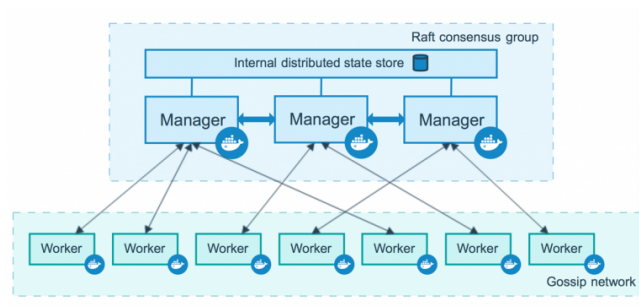 Raft consensus group
Internal distributed state store
Manager
Manager
Manager
Worker
Worker
Worker
Worker
Worker
Worker
Worker
Gossip network